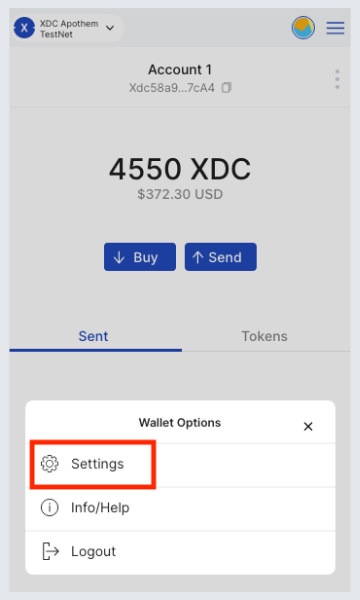 XDC Apothem
TestNet
Account 1
Xdc58a9...7cA4
4550 XDC
$372.30 USD
Buy
Send
Sent
Tokens
Wallet Options
Settings
Info/Help
Logout